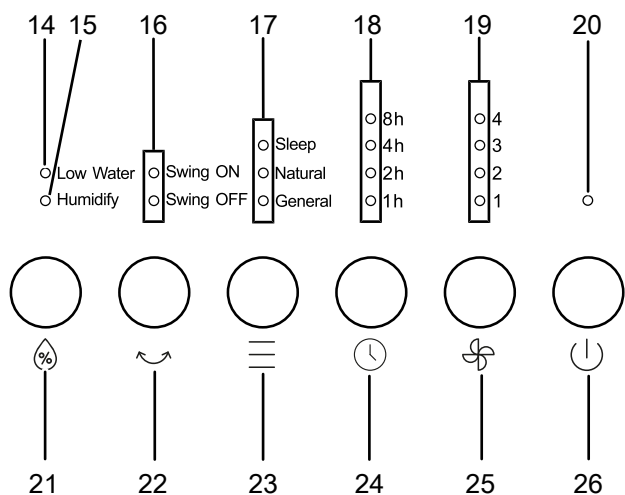 14 15 16 17 18 19 20
8h 4
4h 3
Sleep
Low Water Swing ON Natural 2h 2
Humidify Swing OFF General 1h 1
%
21 22 23 24 25 26